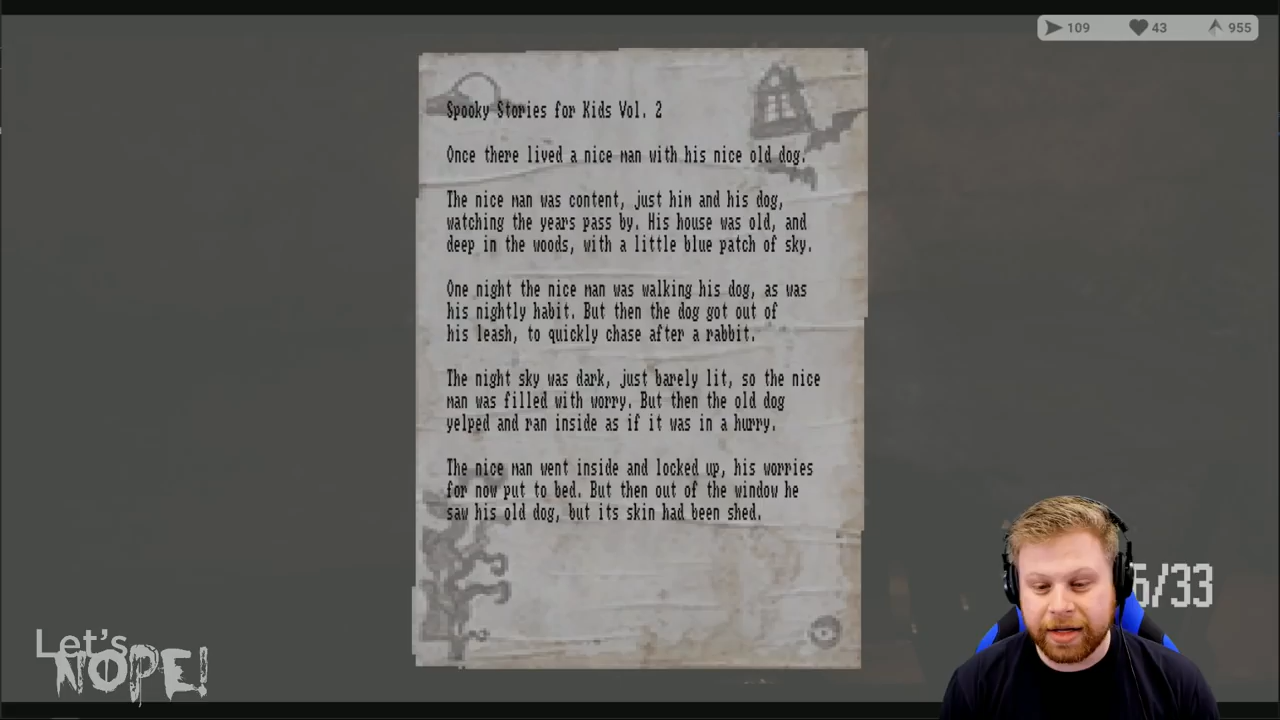 109 43 955
Spooky Stories for Kids Vol. 2
Once there lived a nice man with his nice old dog.
The nice man was content, just him and his dog,
watching the years pass by. His house was old, and
deep in the woods, with a little blue patch of sky.
One night the nice man was walking his dog, as was
his nightly habit. But then the dog got out of
his leash, to quickly chase after a rabbit.
The night sky was dark, just barely lit, so the nice
man was filled with worry. But then the old dog
yelped and ran inside as if it was in a hurry.
The nice man went inside and locked up, his worries
for now put to bed. But then out of the window he
saw his old dog, but its skin had been shed.
/33
Let's
NOPE!